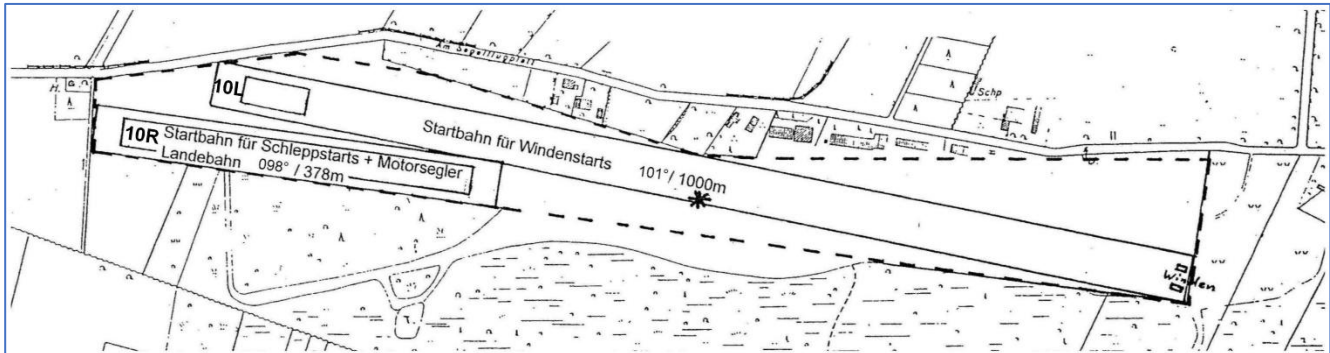 Am Segelflugplatz
10L
Schp
Startbahn für Windenstarts
10R Startbahn für Schleppstarts + Motorsegler
Landebahn 098° / 378m
101°/ 1000m
G
H.
Winden
T.